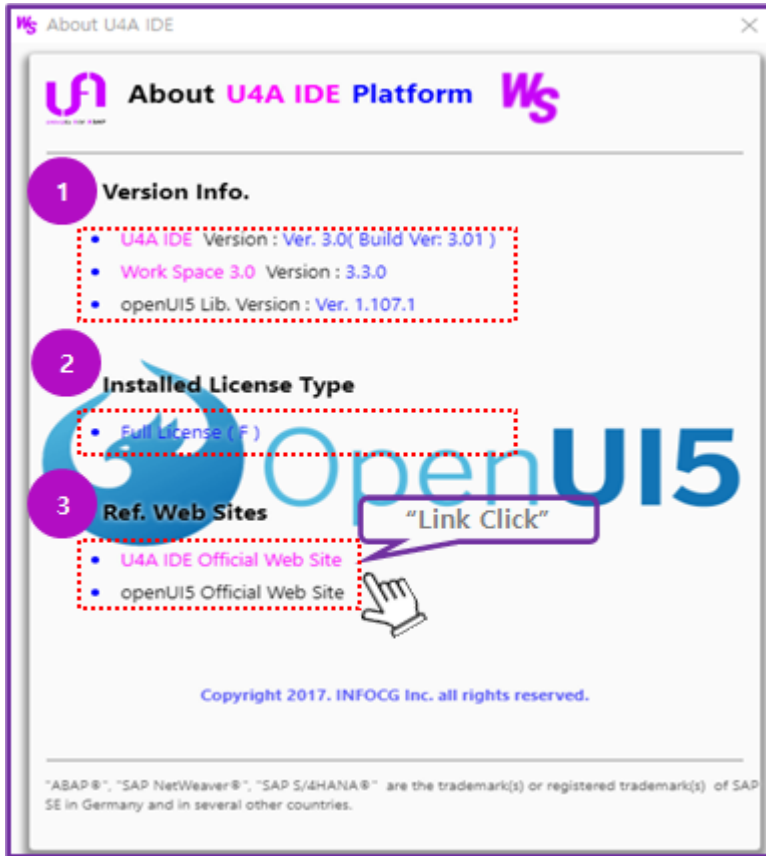 WS About U4A IDE
UA About U4A IDE Platform WS
1 Version Info.
• U4A IDE Version : Ver. 3.0( Build Ver: 3.01 )
• Work Space 3.0 Version : 3.3.0
• openUI5 Lib. Version : Ver. 1.107.1
2
Installed License Type
• Full License ( F )
OpenUI5
3 Ref. Web Sites
"Link Click"
• U4A IDE Official Web Site
• openUI5 Official Web Site
Copyright 2017. INFOCG Inc. all rights reserved.
"ABAP®", "SAP NetWeaver®", "SAP S/4HANA®" are the trademark(s) or registered trademark(s) of SAP
SE in Germany and in several other countries.